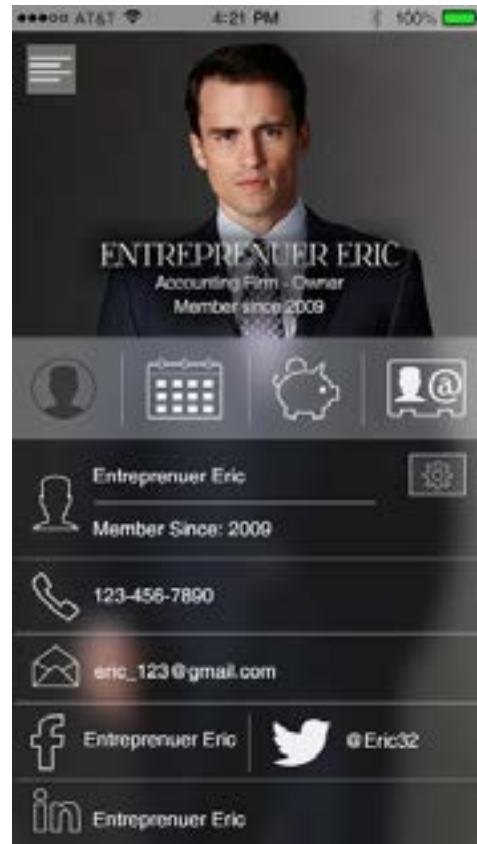 AT&T 4:21 PM 100%
ENTREPRENUER ERIC
Accounting Firm - Owner
Member since 2009
@
Entreprenuer Eric
Member Since: 2009
123-456-7890
eric_123@gmail.com
f Entreprenuer Eric @Eric32
in Entreprenuer Eric